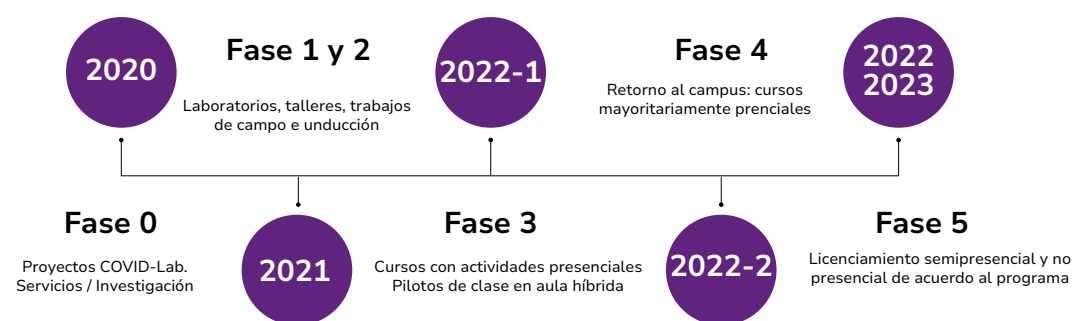 2020
Fase 0
Proyectos COVID-Lab.
Servicios / Investigación
Fase 1 y 2
Laboratorios, talleres, trabajos
de campo e unducción
2021
2022-1
Fase 3
Cursos con actividades presenciales
Pilotos de clase en aula híbrida
Fase 4
Retorno al campus: cursos
mayoritariamente prenciales
2022-2
2022
2023
Fase 5
Licenciamiento semipresencial y no
presencial de acuerdo al programa